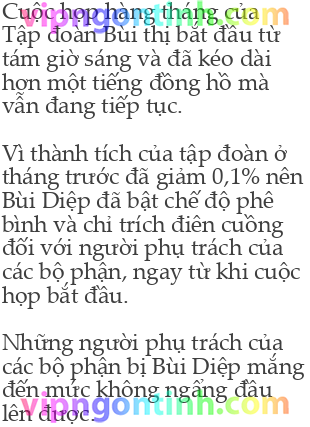 Cuộc họp hàng tháng của
Tập đoàn Bùi thị bắt đầu từ
tám giờ sáng và đã kéo dài
hơn một tiếng đồng hồ mà
vẫn đang tiếp tục.
vipngontinh.com
Vì thành tích của tập đoàn ở
tháng trước đã giảm 0,1% nên
Bùi Diệp đã bật chế độ phê
bình và chỉ trích điên cuồng
đối với người phụ trách của
các bộ phận, ngay từ khi cuộc
họp bắt đầu.
Những người phụ trách của
các bộ phận bị Bùi Diệp mắng
đến mức không ngẩng đầu
lên được.
vipngontinh.com